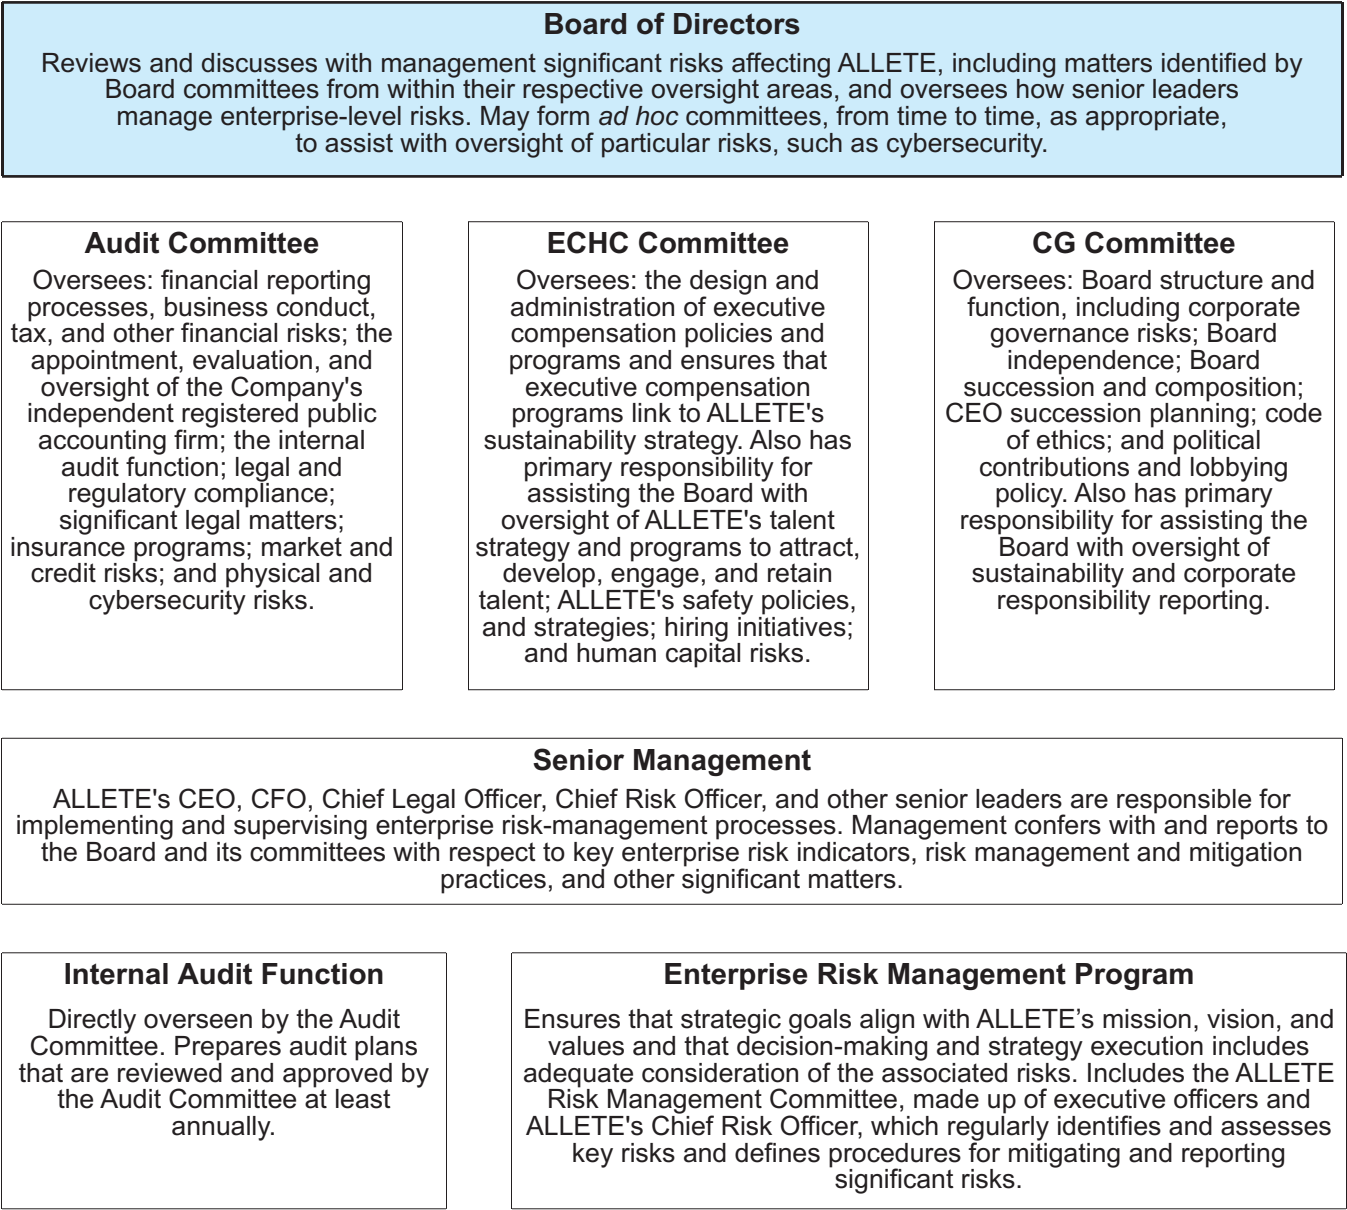 Board of Directors
Reviews and discusses with management significant risks affecting ALLETE, including matters identified by
Board committees from within their respective oversight areas, and oversees how senior leaders
manage enterprise-level risks. May form ad hoc committees, from time to time, as appropriate,
to assist with oversight of particular risks, such as cybersecurity.
Audit Committee
Oversees: financial reporting
processes, business conduct,
tax, and other financial risks; the
appointment, evaluation, and
oversight of the Company's
independent registered public
accounting firm; the internal
audit function; legal and
regulatory compliance;
significant legal matters;
insurance programs; market and
credit risks; and physical and
cybersecurity risks.
ECHC Committee
Oversees: the design and
administration of executive
compensation policies and
programs and ensures that
executive compensation
programs link to ALLETE's
sustainability strategy. Also has
primary responsibility for
assisting the Board with
oversight of ALLETE's talent
strategy and programs to attract,
develop, engage, and retain
talent; ALLETE's safety policies,
and strategies; hiring initiatives;
and human capital risks.
CG Committee
Oversees: Board structure and
function, including corporate
governance risks; Board
independence; Board
succession and composition;
CEO succession planning; code
of ethics; and political
contributions and lobbying
policy. Also has primary
responsibility for assisting the
Board with oversight of
sustainability and corporate
responsibility reporting.
Senior Management
ALLETE's CEO, CFO, Chief Legal Officer, Chief Risk Officer, and other senior leaders are responsible for
implementing and supervising enterprise risk-management processes. Management confers with and reports to
the Board and its committees with respect to key enterprise risk indicators, risk management and mitigation
practices, and other significant matters.
Internal Audit Function
Directly overseen by the Audit
Committee. Prepares audit plans
that are reviewed and approved by
the Audit Committee at least
annually.
Enterprise Risk Management Program
Ensures that strategic goals align with ALLETE’s mission, vision, and
values and that decision-making and strategy execution includes
adequate consideration of the associated risks. Includes the ALLETE
Risk Management Committee, made up of executive officers and
ALLETE's Chief Risk Officer, which regularly identifies and assesses
key risks and defines procedures for mitigating and reporting
significant risks.